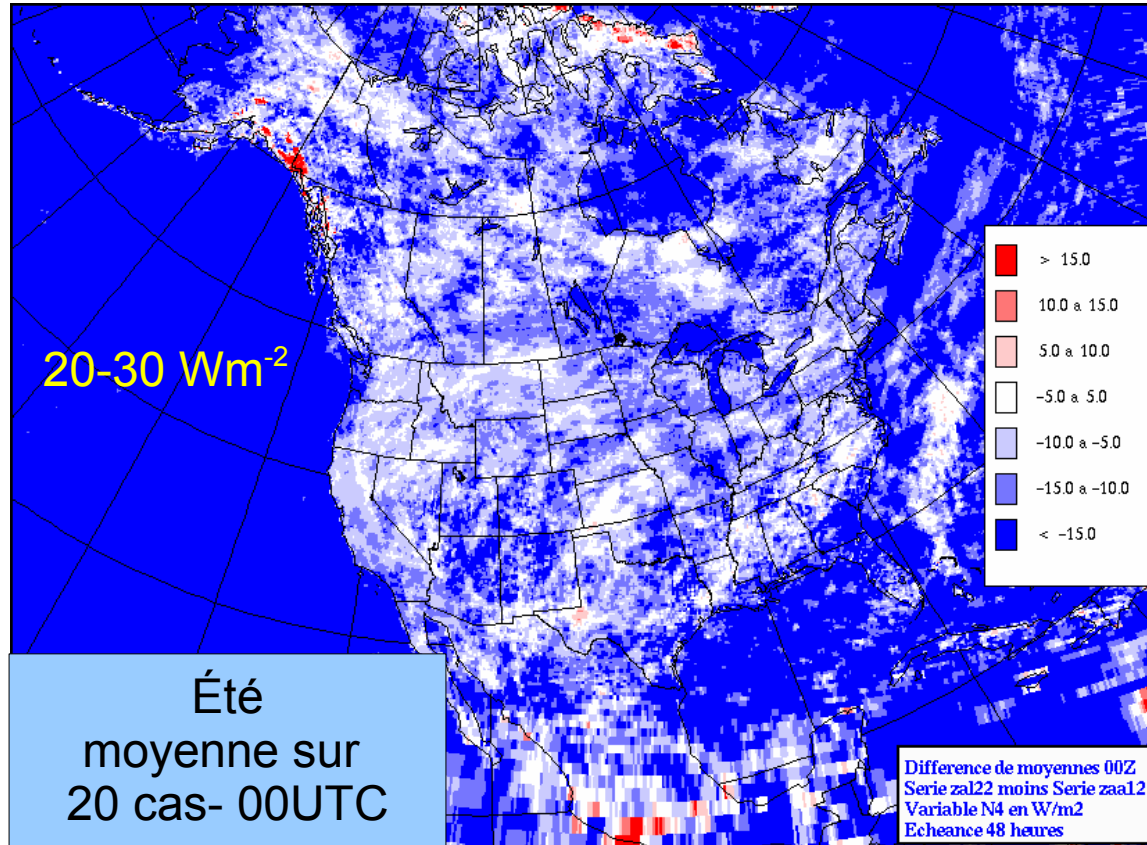 20-30 Wm-2
> 15.0
10.0 a 15.0
5.0 a 10.0
-5.0 a 5.0
-10.0 a -5.0
-15.0 a -10.0
< -15.0
Été
moyenne sur
20 cas- 00UTC
Difference de moyennes 00Z
Serie zal22 moins Serie zaa12
Variable N4 en W/m2
Echeance 48 heures